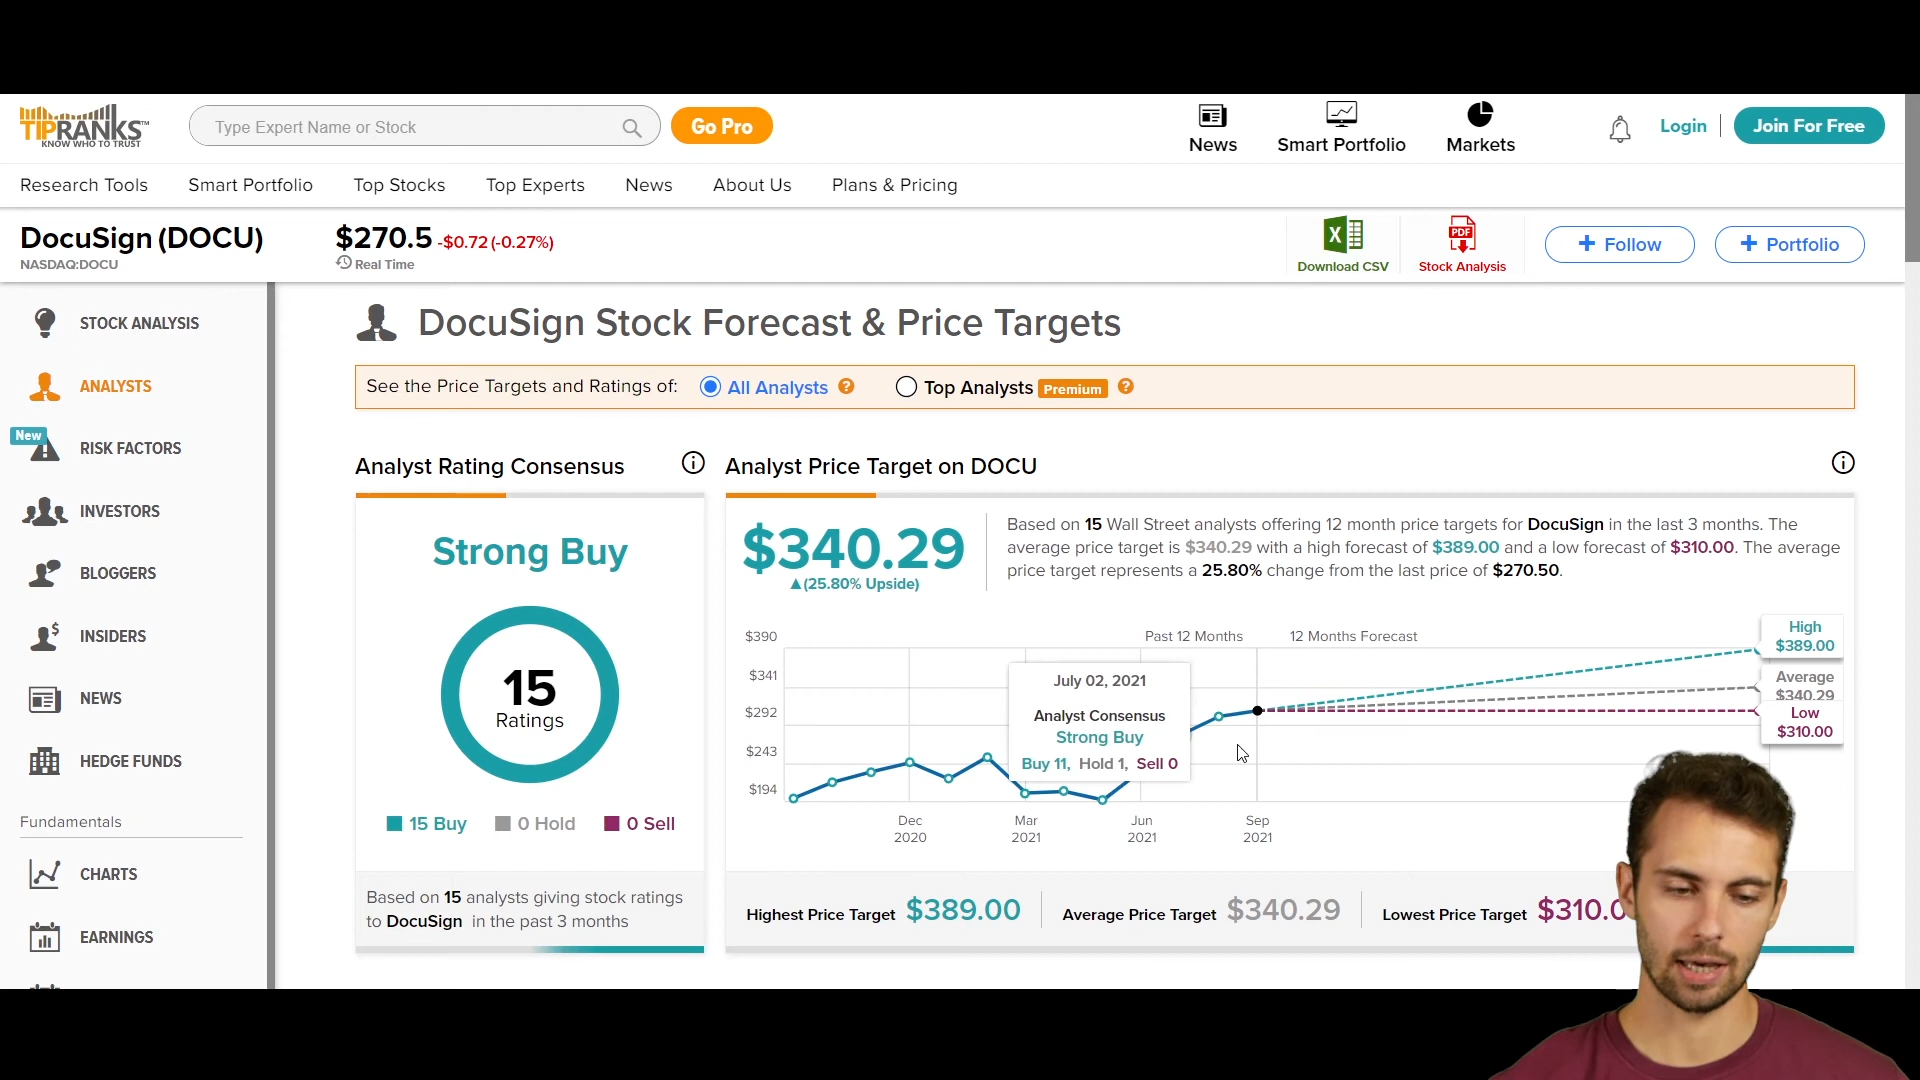 TIPRANKS™
KNOW WHO TO TRUST
Type Expert Name or Stock
Go Pro
News
Smart Portfolio
Markets
Login
Join For Free
Research Tools
Smart Portfolio
Top Stocks
Top Experts
News
About Us
Plans & Pricing
DocuSign (DOCU)
NASDAQ:DOCU
$270.5 -$0.72 (-0.27%)
Real Time
X
Download CSV
PDF
Stock Analysis
+ Follow
+ Portfolio
STOCK ANALYSIS
ANALYSTS
New
RISK FACTORS
INVESTORS
BLOGGERS
INSIDERS
NEWS
HEDGE FUNDS
Fundamentals
CHARTS
EARNINGS
DocuSign Stock Forecast & Price Targets
See the Price Targets and Ratings of: All Analysts ? Top Analysts Premium ?
Analyst Rating Consensus
Strong Buy
15
Ratings
15 Buy 0 Hold 0 Sell
Based on 15 analysts giving stock ratings
to DocuSign in the past 3 months
Analyst Price Target on DOCU
$340.29
▲(25.80% Upside)
Based on 15 Wall Street analysts offering 12 month price targets for DocuSign in the last 3 months. The
average price target is $340.29 with a high forecast of $389.00 and a low forecast of $310.00. The average
price target represents a 25.80% change from the last price of $270.50.
Past 12 Months
12 Months Forecast
$390
$341
$292
$243
$194
July 02, 2021
Analyst Consensus
Strong Buy
Buy 11, Hold 1, Sell 0
High
$389.00
Average
$340.29
Low
$310.00
Dec
2020
Mar
2021
Jun
2021
Sep
2021
Highest Price Target $389.00
Average Price Target $340.29
Lowest Price Target $310.0